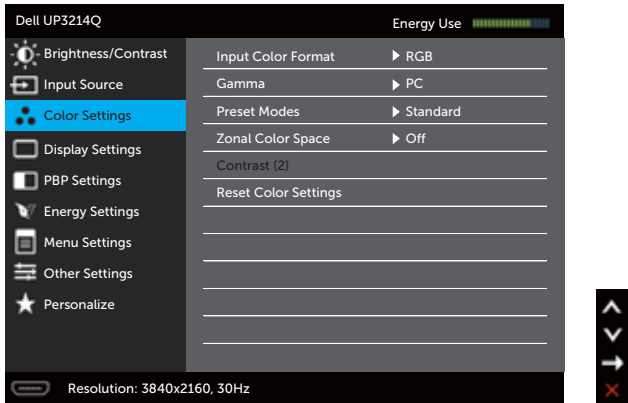 Dell UP3214Q
Energy Use
Brightness/Contrast
Input Source
Color Settings
Display Settings
PBP Settings
Energy Settings
Menu Settings
Other Settings
Personalize
Input Color Format RGB
Gamma PC
Preset Modes Standard
Zonal Color Space Off
Contrast (2)
Reset Color Settings
Resolution: 3840x2160, 30Hz